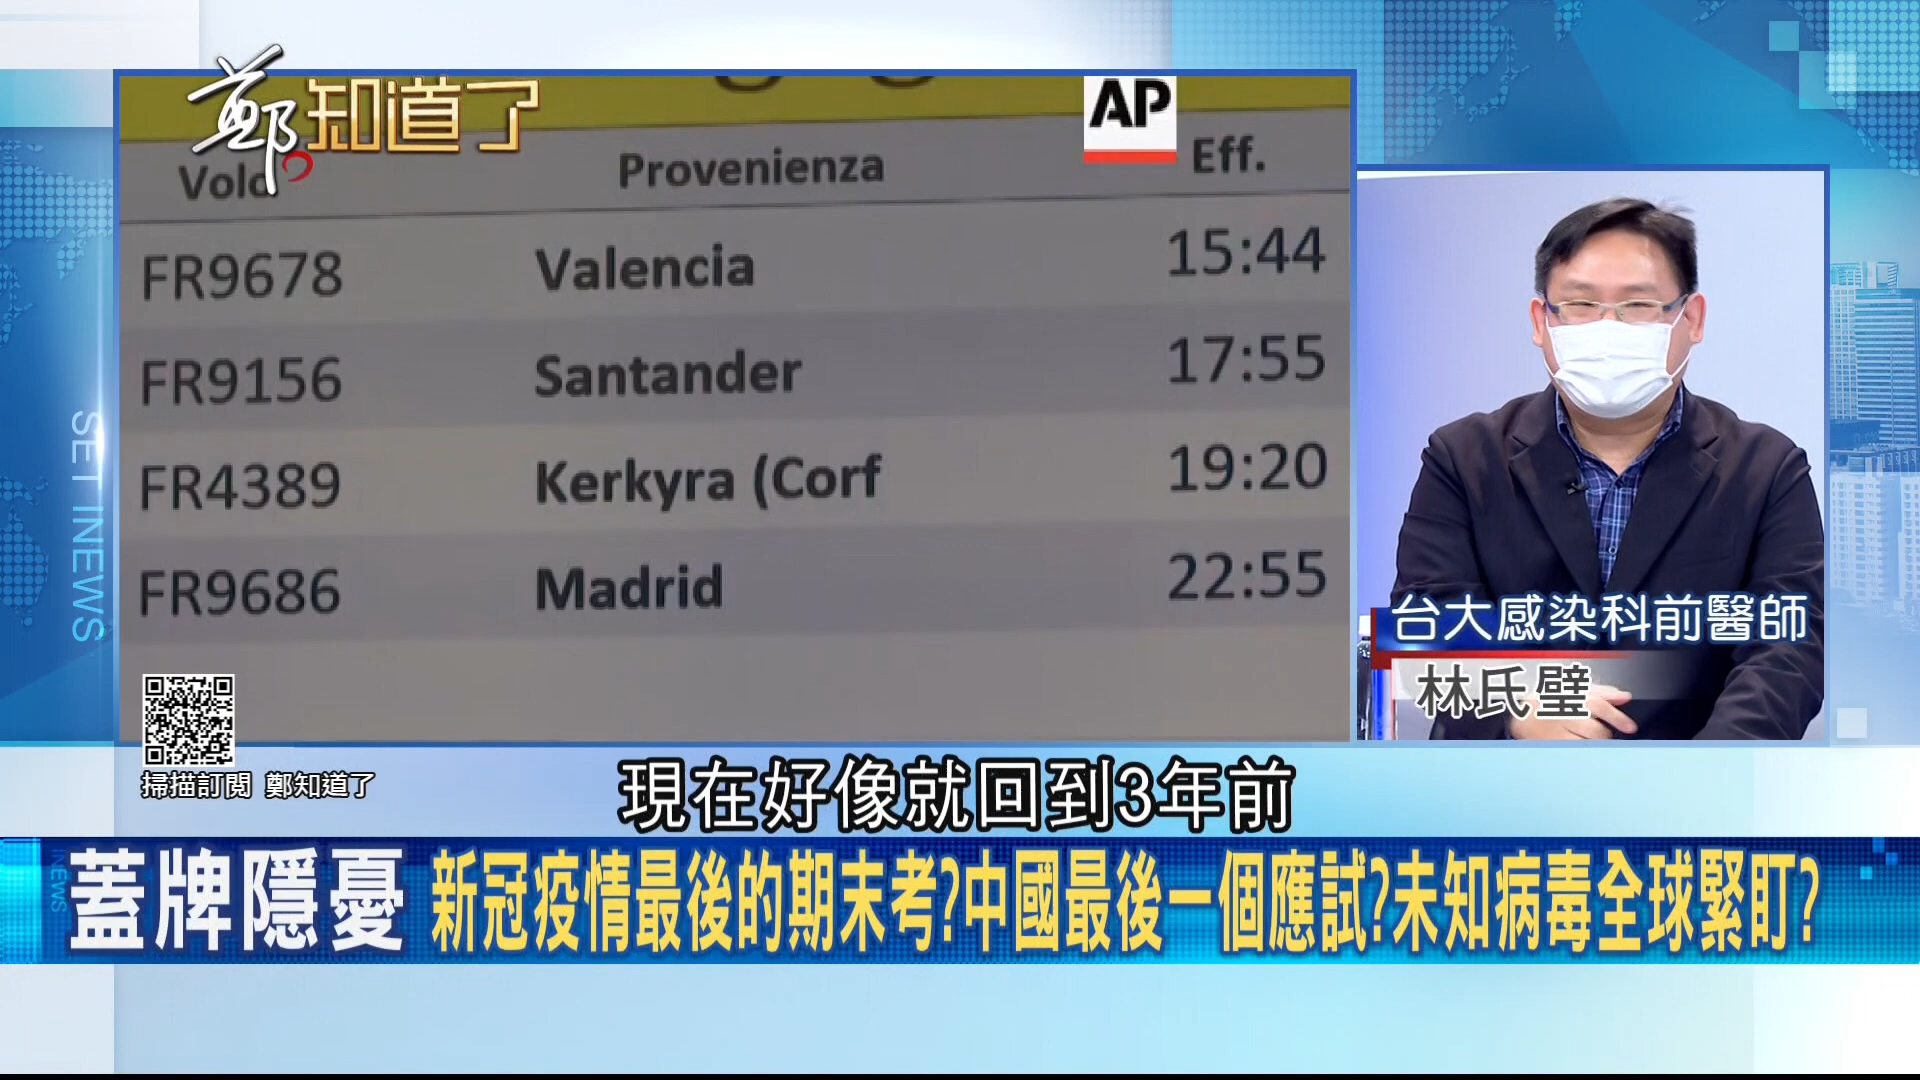 鄭知道了
AP
Volo Provenienza Eff.
FR9678 Valencia 15:44
FR9156 Santander 17:55
FR4389 Kerkyra (Corf 19:20
FR9686 Madrid 22:55
SET iNEWS
台大感染科前醫師
林氏璧
掃描訂閱 鄭知道了
現在好像就回到3年前
蓋牌隱憂 新冠疫情最後的期末考?中國最後一個應試?未知病毒全球緊盯?